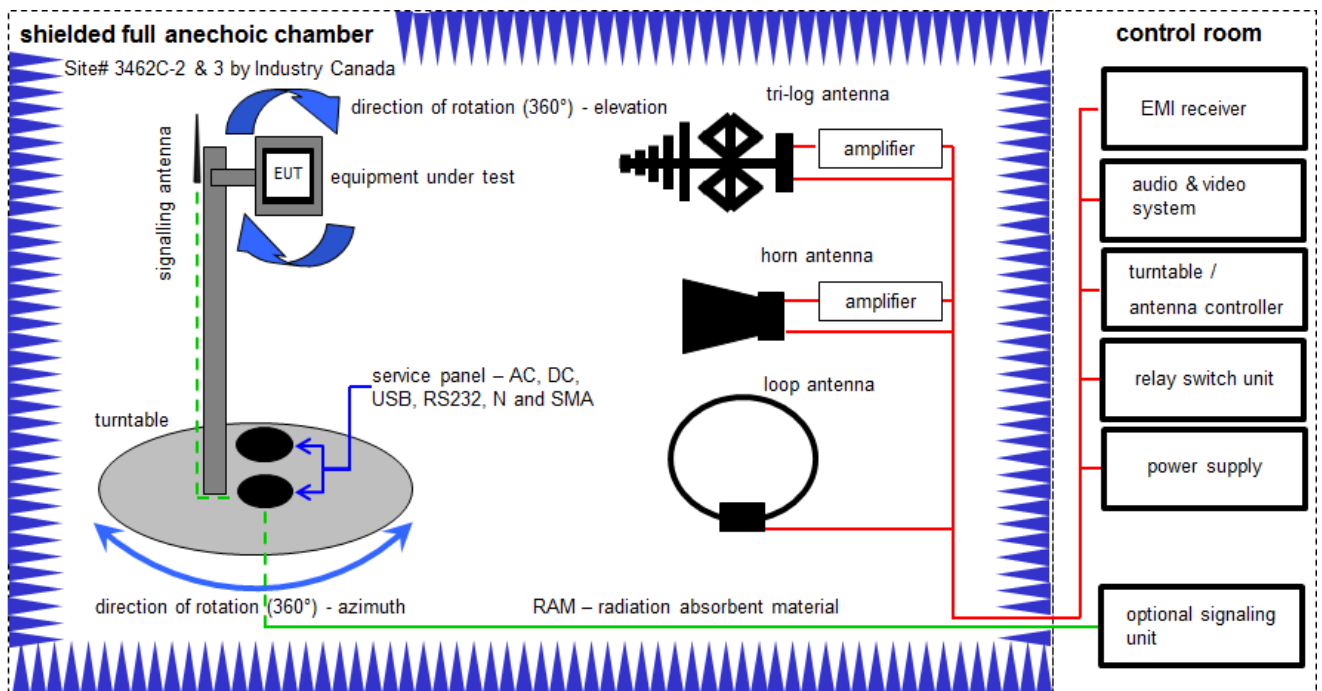 shielded full anechoic chamber
Site# 3462C-2 & 3 by Industry Canada
direction of rotation (360°) - elevation
signalling antenna
EUT
equipment under test
tri-log antenna
amplifier
horn antenna
amplifier
service panel – AC, DC,
USB, RS232, N and SMA
loop antenna
turntable
direction of rotation (360°) - azimuth
RAM – radiation absorbent material
control room
EMI receiver
audio & video
system
turntable /
antenna controller
relay switch unit
power supply
optional signaling
unit